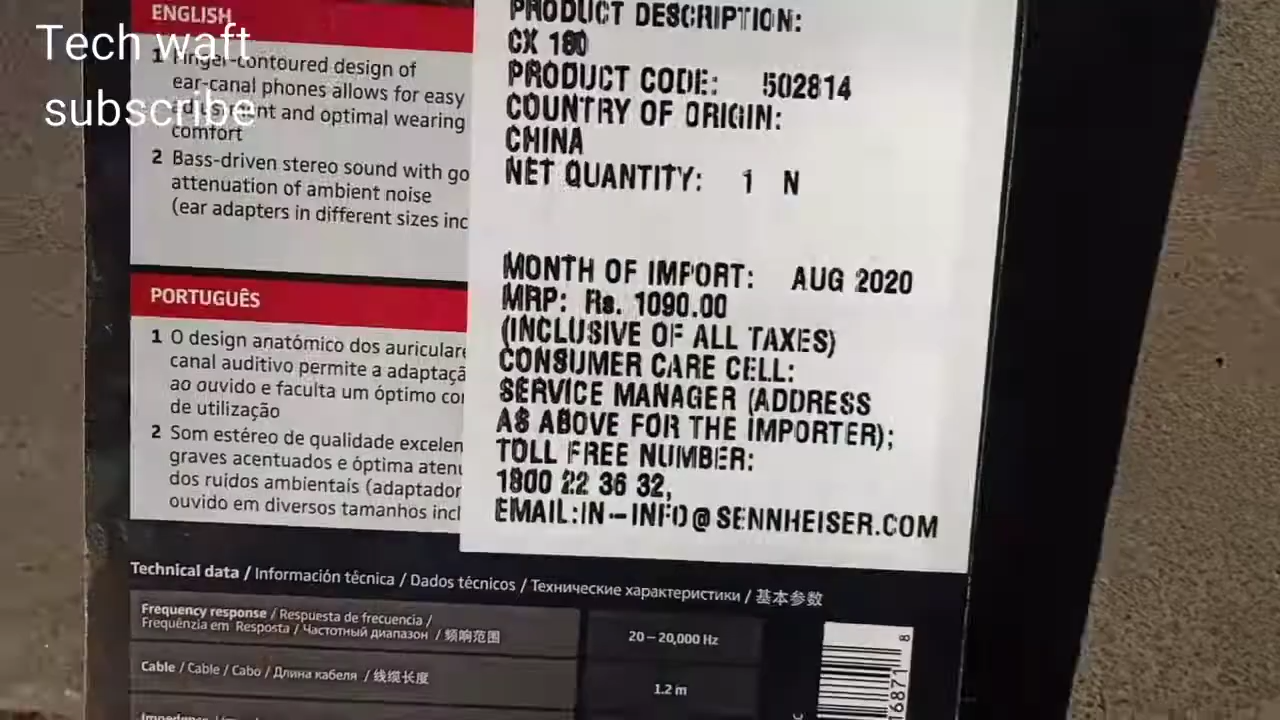 Tech waft
subscribe
ENGLISH
1 Finger-contoured design of
ear-canal phones allows for easy
adjustment and optimal wearing
comfort
2 Bass-driven stereo sound with go
attenuation of ambient noise
(ear adapters in different sizes inc
PORTUGUÊS
1 O design anatómico dos auricular
canal auditivo permite a adaptaçã
ao ouvido e faculta um óptimo co
de utilização
2 Som estéreo de qualidade excelen
graves acentuados e óptima aten
dos ruidos ambientais (adaptador
ouvido em diversos tamanhos incl
PRODUCT DESCRIPTION:
CX 180
PRODUCT CODE: 502814
COUNTRY OF ORIGIN:
CHINA
NET QUANTITY: 1 N
MONTH OF IMPORT: AUG 2020
MRP: Rs. 1090.00
(INCLUSIVE OF ALL TAXES)
CONSUMER CARE CELL:
SERVICE MANAGER (ADDRESS
AS ABOVE FOR THE IMPORTER);
TOLL FREE NUMBER:
1800 22 36 32,
EMAIL:IN-INFO@SENNHEISER.COM
Technical data / Información técnica / Dados técnicos / Технические характеристики / 基本参数
Frequency response / Respuesta de frecuencia /
Frequênzia em Resposta / Частотный диапазон / 频响范围
20 – 20,000 Hz
Cable / Cable / Cabo / Длина кабеля / 线缆长度
1.2 m
16871 8